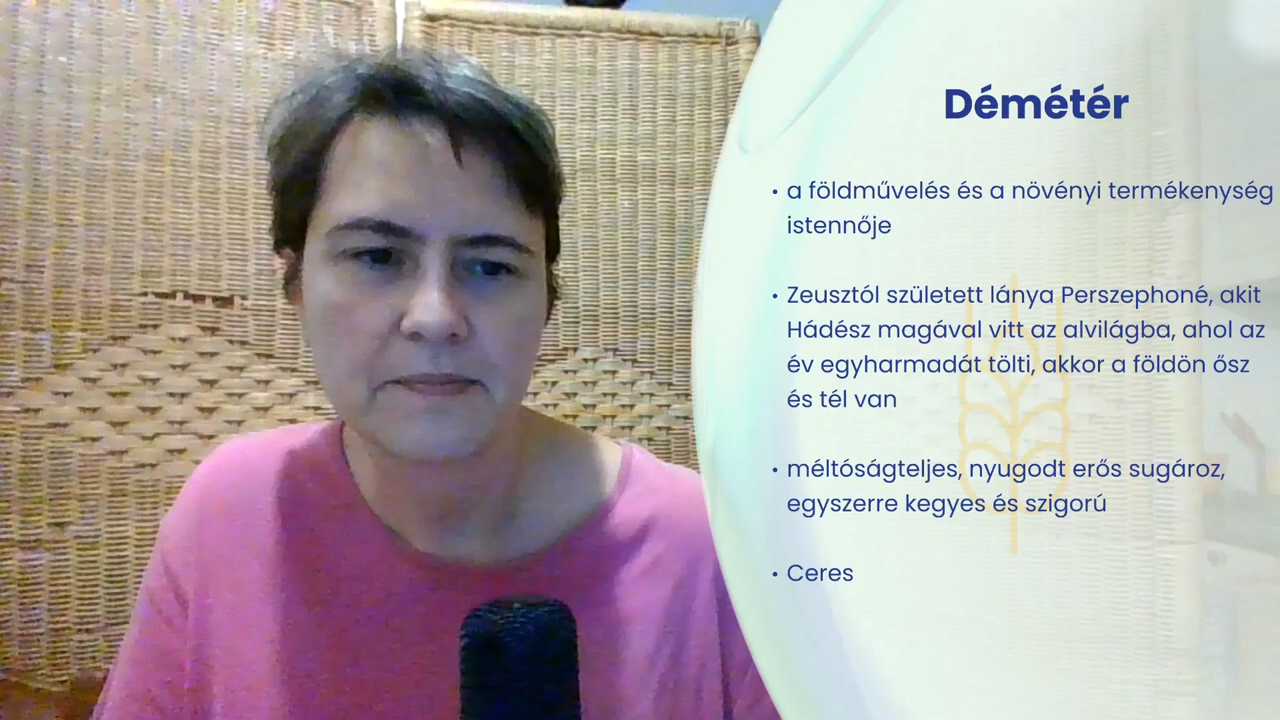 Démétér
• a földművelés és a növényi termékenység
istennője
• Zeusztól született lánya Perszephoné, akit
Hádész magával vitt az alvilágba, ahol az
év egyharmadát tölti, akkor a földön ősz
és tél van
• méltóságteljes, nyugodt erős sugároz,
egyszerre kegyes és szigorú
• Ceres